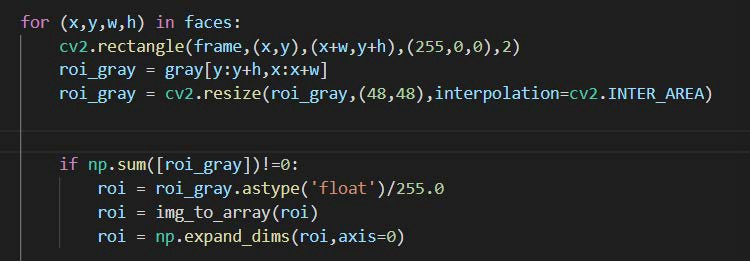 for (x,y,w,h) in faces:
    cv2.rectangle(frame,(x,y),(x+w,y+h),(255,0,0),2)
    roi_gray = gray[y:y+h,x:x+w]
    roi_gray = cv2.resize(roi_gray,(48,48),interpolation=cv2.INTER_AREA)
    if np.sum([roi_gray])!=0:
        roi = roi_gray.astype('float')/255.0
        roi = img_to_array(roi)
        roi = np.expand_dims(roi,axis=0)